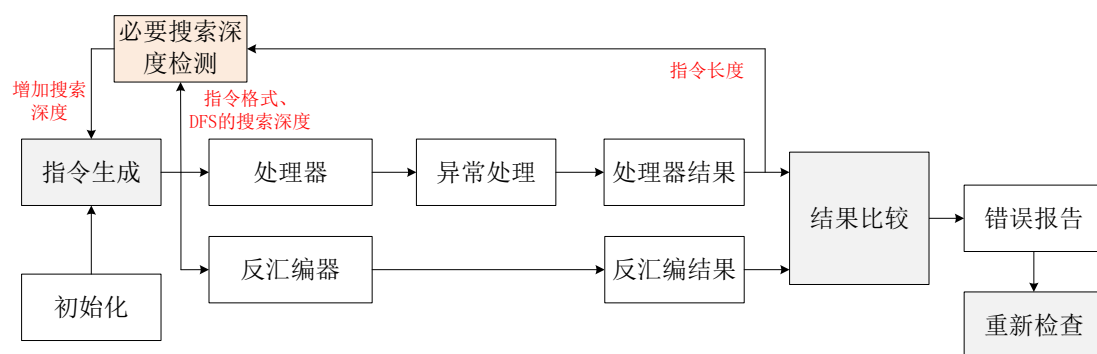 必要搜索深
度检测
增加搜索
深度
指令长度
指令格式、
DFS的搜索深度
指令生成
处理器
异常处理
处理器结果
结果比较
错误报告
初始化
反汇编器
反汇编结果
重新检查